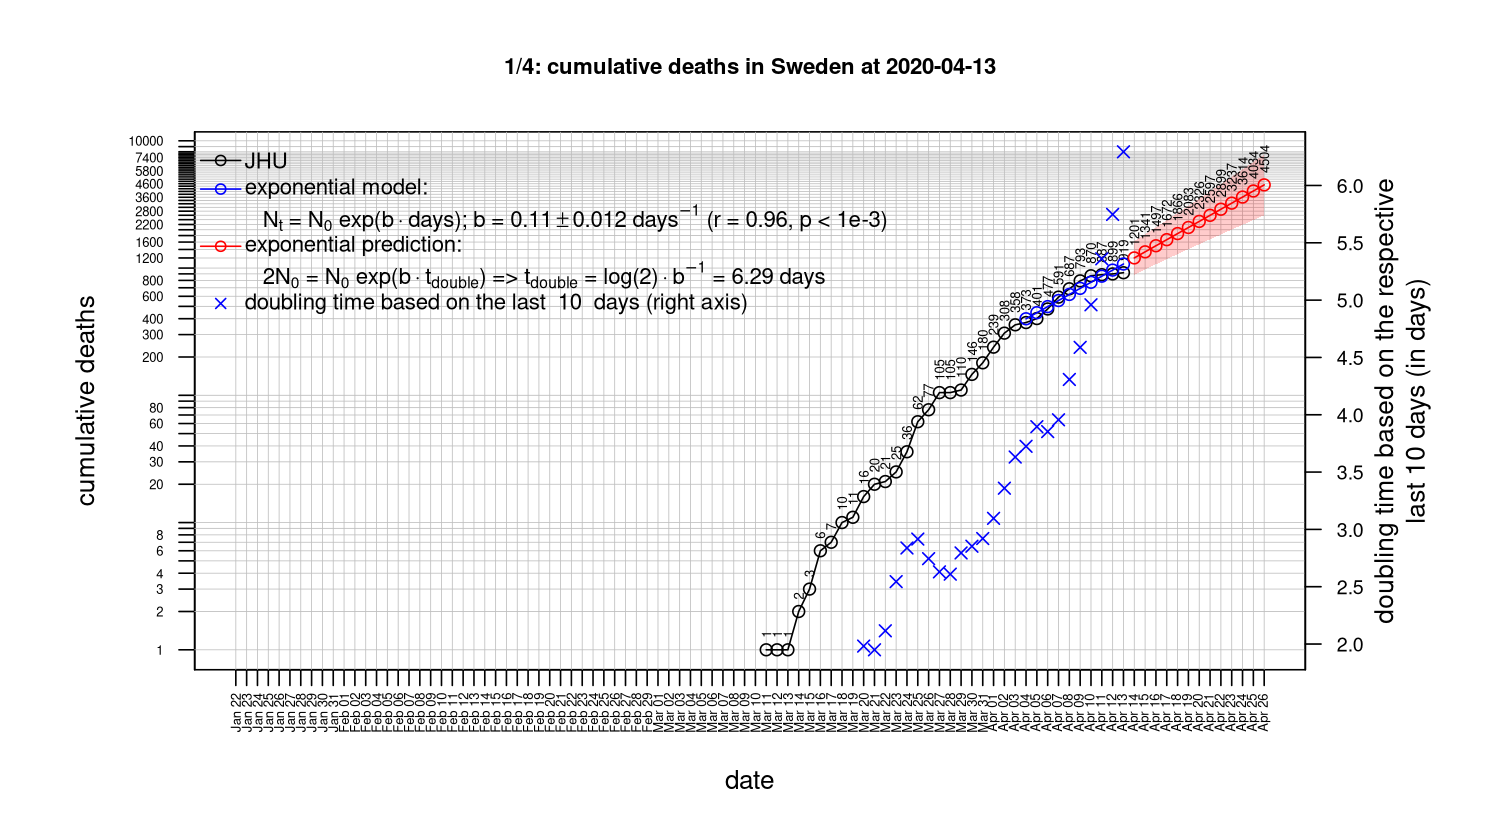 1/4: cumulative deaths in Sweden at 2020-04-13
cumulative deaths
10000
7400
5800
4600
3600
2800
2200
1600
1200
800
600
400
300
200
80
60
40
30
20
8
6
4
3
2
1
JHU
exponential model:
Nt = N0 exp(b · days); b = 0.11 ± 0.012 days−1 (r = 0.96, p < 1e-3)
exponential prediction:
2N0 = N0 exp(b · tdouble) => tdouble = log(2) · b−1 = 6.29 days
doubling time based on the last 10 days (right axis)
1 1 1 2 3 6 7 10 11 16 20 21 25 36 62 77 105 105 110 146 180 239 308 358 373 401 477 591 687 793 870 887 899 919
1201 1341 1497 1672 1866 2083 2326 2597 2899 3237 3614 4034 4504
6.0
5.5
5.0
4.5
4.0
3.5
3.0
2.5
2.0
doubling time based on the respective
last 10 days (in days)
Jan 22
Jan 23
Jan 24
Jan 25
Jan 26
Jan 27
Jan 28
Jan 29
Jan 30
Jan 31
Feb 01
Feb 02
Feb 03
Feb 04
Feb 05
Feb 06
Feb 07
Feb 08
Feb 09
Feb 10
Feb 11
Feb 12
Feb 13
Feb 14
Feb 15
Feb 16
Feb 17
Feb 18
Feb 19
Feb 20
Feb 21
Feb 22
Feb 23
Feb 24
Feb 25
Feb 26
Feb 27
Feb 28
Feb 29
Mar 01
Mar 02
Mar 03
Mar 04
Mar 05
Mar 06
Mar 07
Mar 08
Mar 09
Mar 10
Mar 11
Mar 12
Mar 13
Mar 14
Mar 15
Mar 16
Mar 17
Mar 18
Mar 19
Mar 20
Mar 21
Mar 22
Mar 23
Mar 24
Mar 25
Mar 26
Mar 27
Mar 28
Mar 29
Mar 30
Mar 31
Apr 01
Apr 02
Apr 03
Apr 04
Apr 05
Apr 06
Apr 07
Apr 08
Apr 09
Apr 10
Apr 11
Apr 12
Apr 13
Apr 14
Apr 15
Apr 16
Apr 17
Apr 18
Apr 19
Apr 20
Apr 21
Apr 22
Apr 23
Apr 24
Apr 25
Apr 26
date